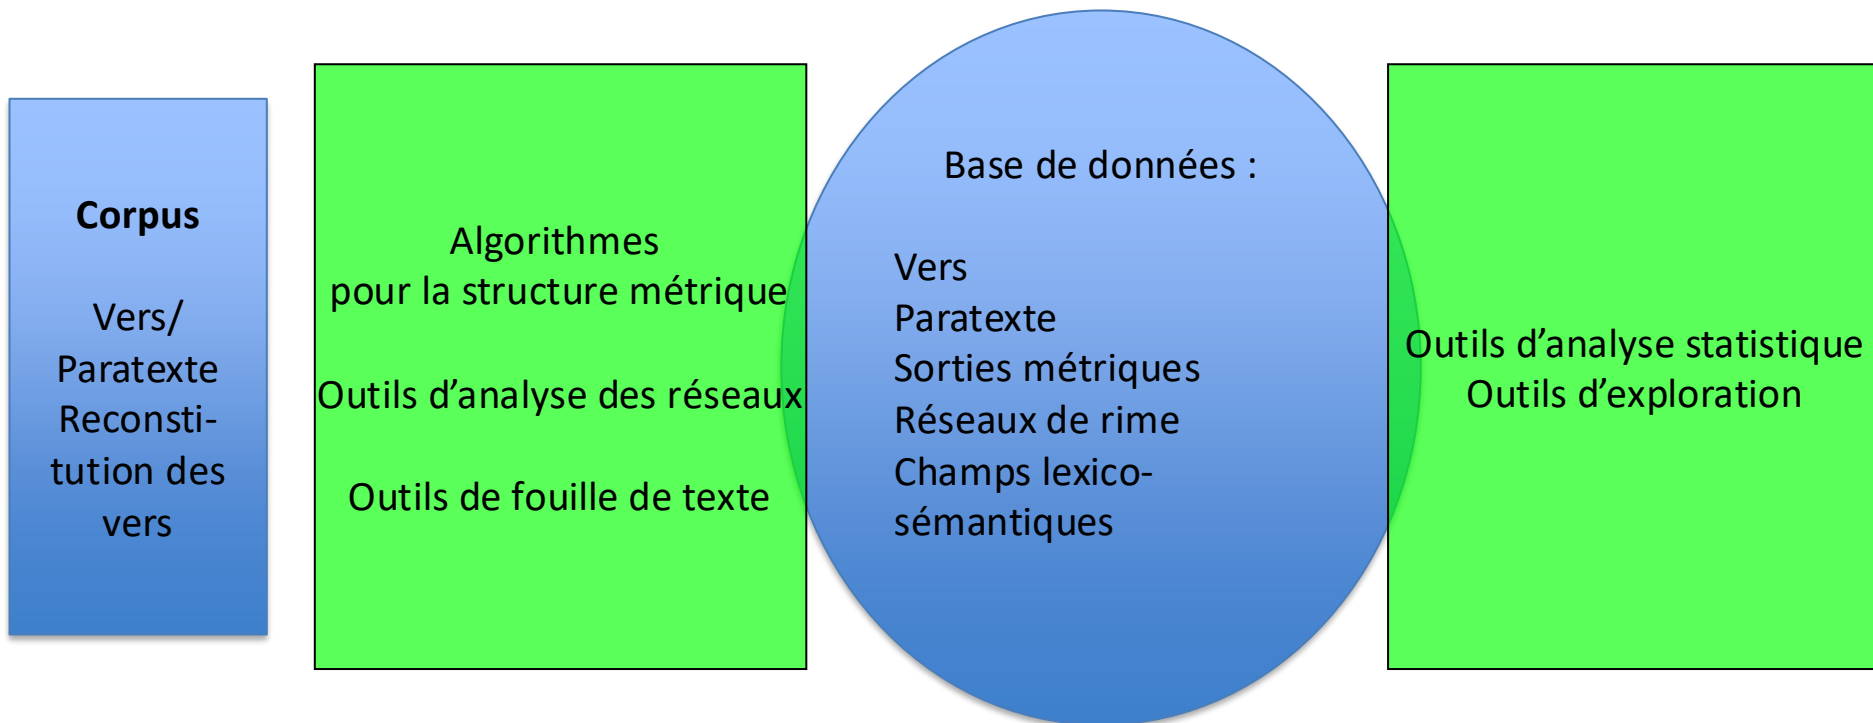 Corpus
Vers/
Paratexte
Reconsti-
tution des
vers
Algorithmes
pour la structure métrique
Outils d’analyse des réseaux
Outils de fouille de texte
Base de données :
Vers
Paratexte
Sorties métriques
Réseaux de rime
Champs lexico-
sémantiques
Outils d’analyse statistique
Outils d’exploration